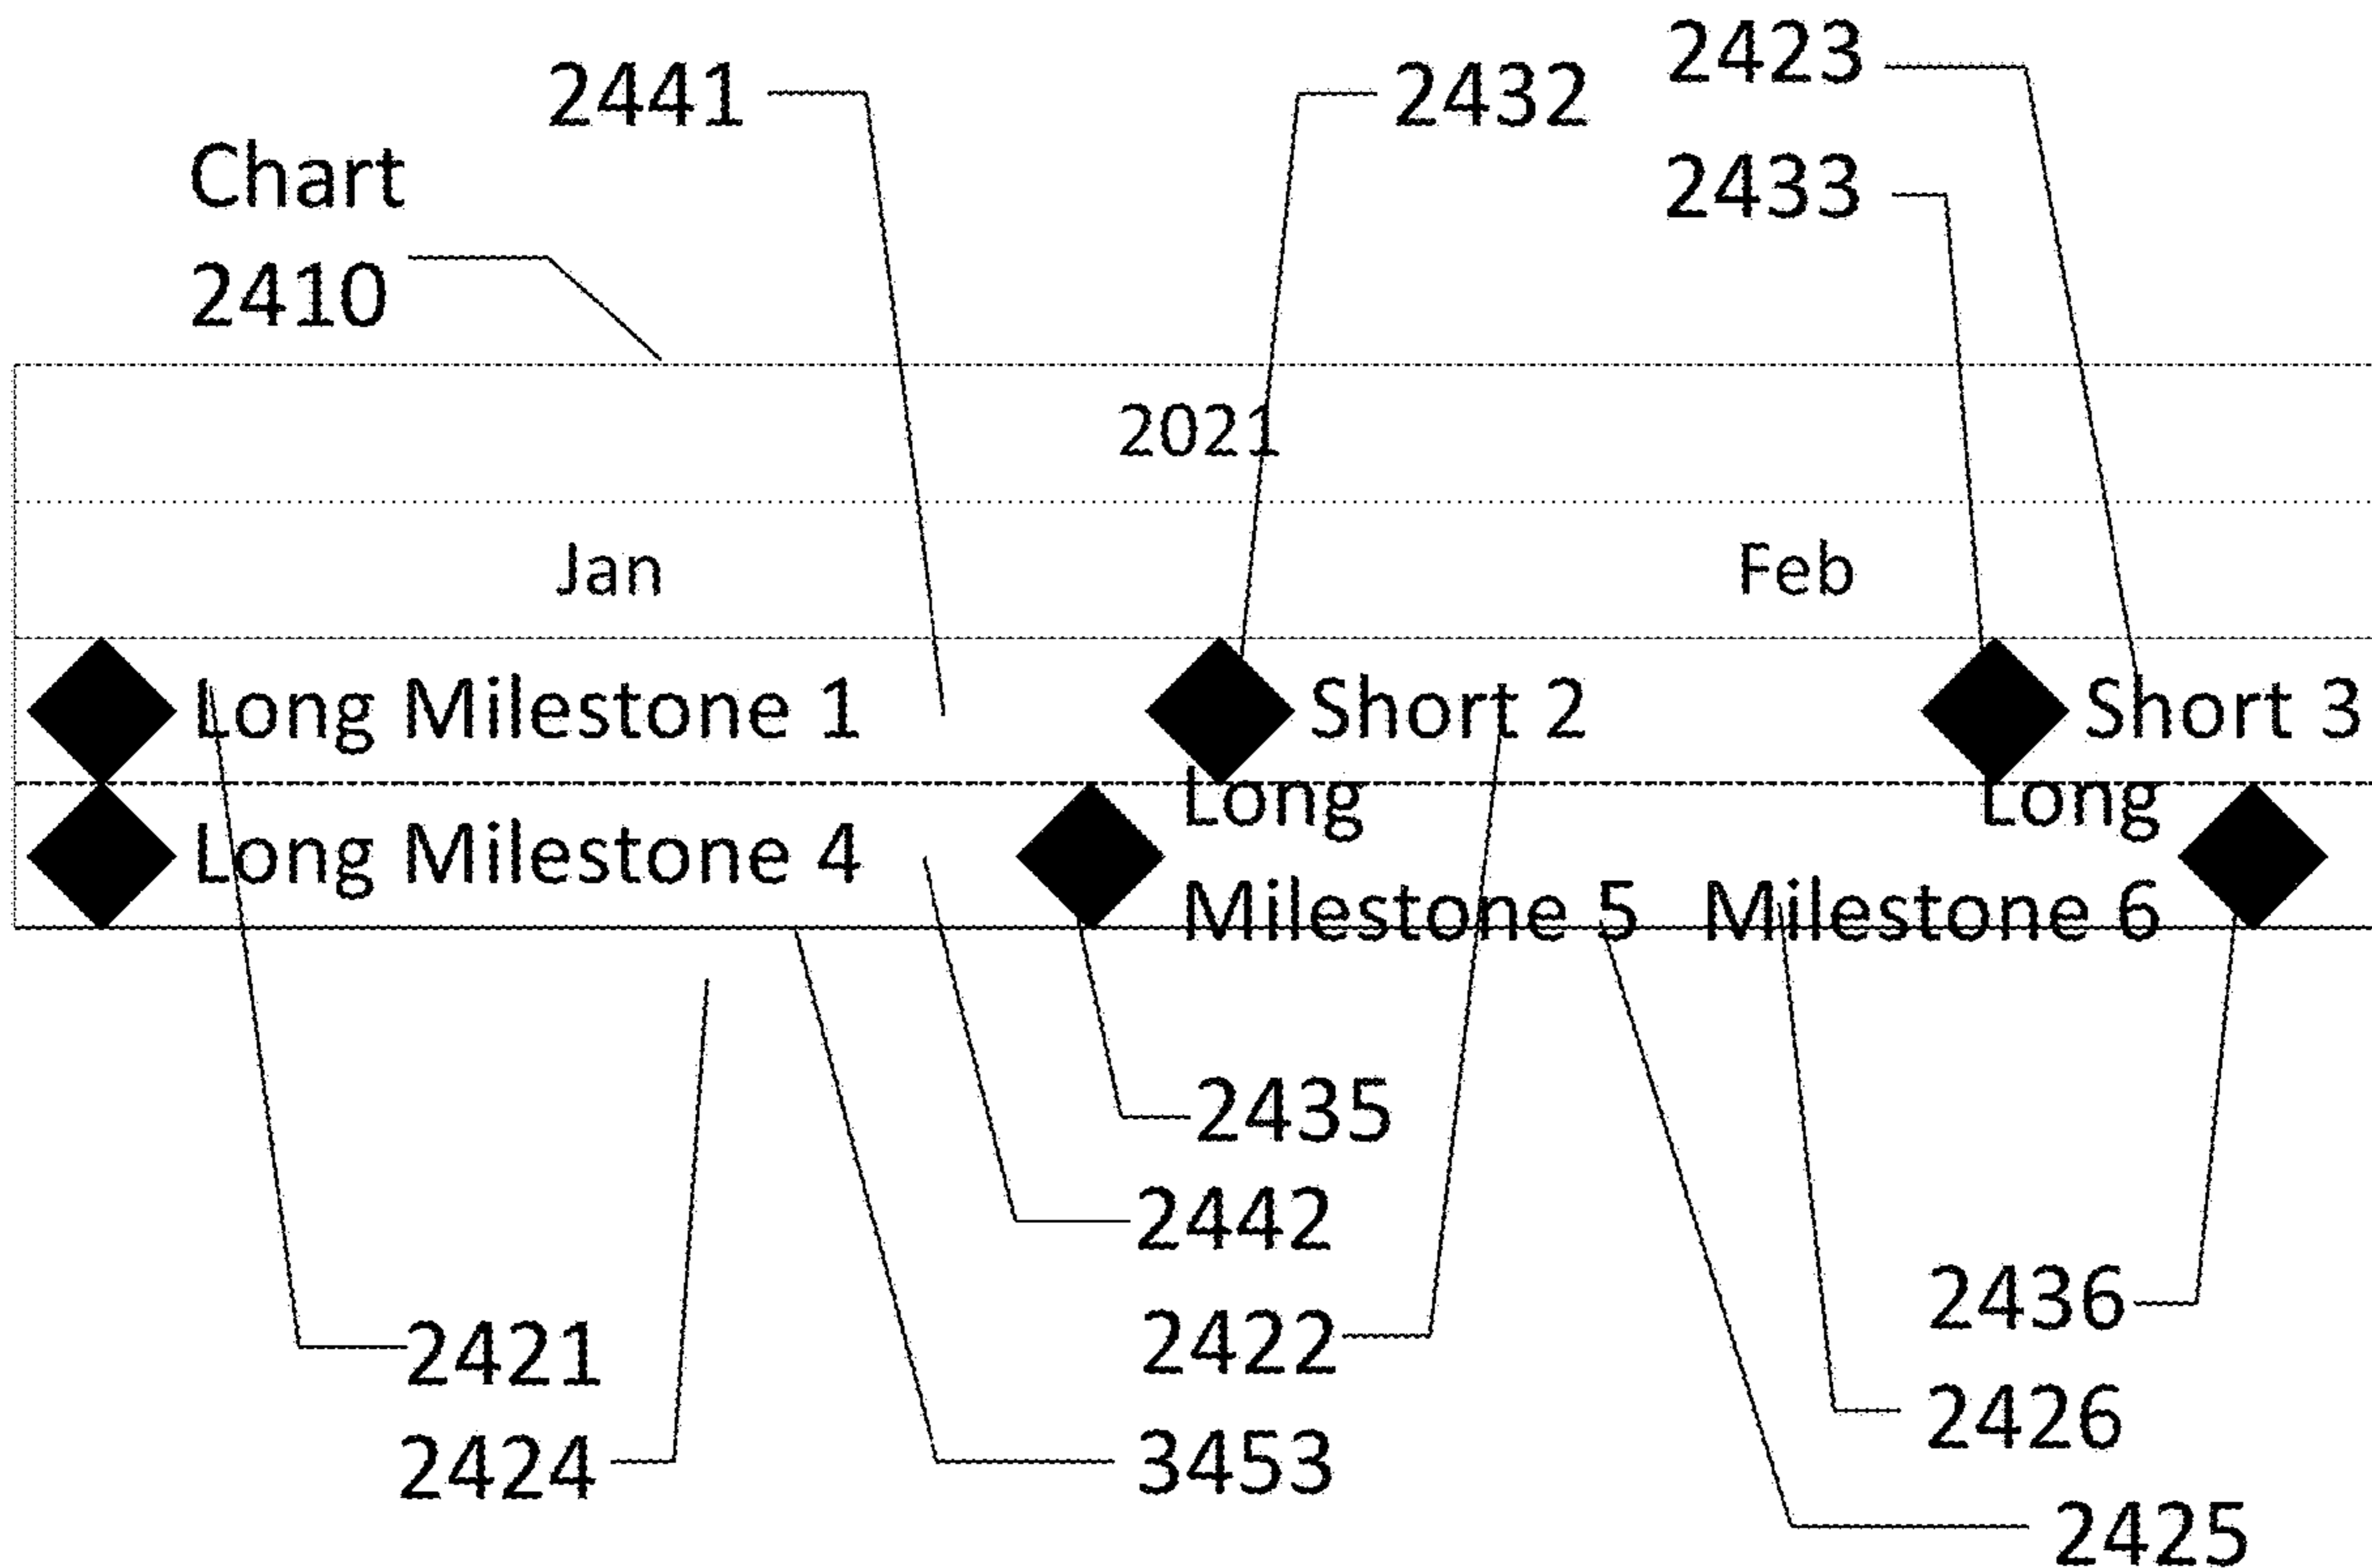 2423
2441
2432
Chart
2433
2410
2021
Jan
Feb
Long Milestone 1
Short 2
Short 3
Long
Long
Long Milestone 4
Milestone 5
Milestone 6
2435
2442
2436
2421
2422
2426
2424
3453
2425